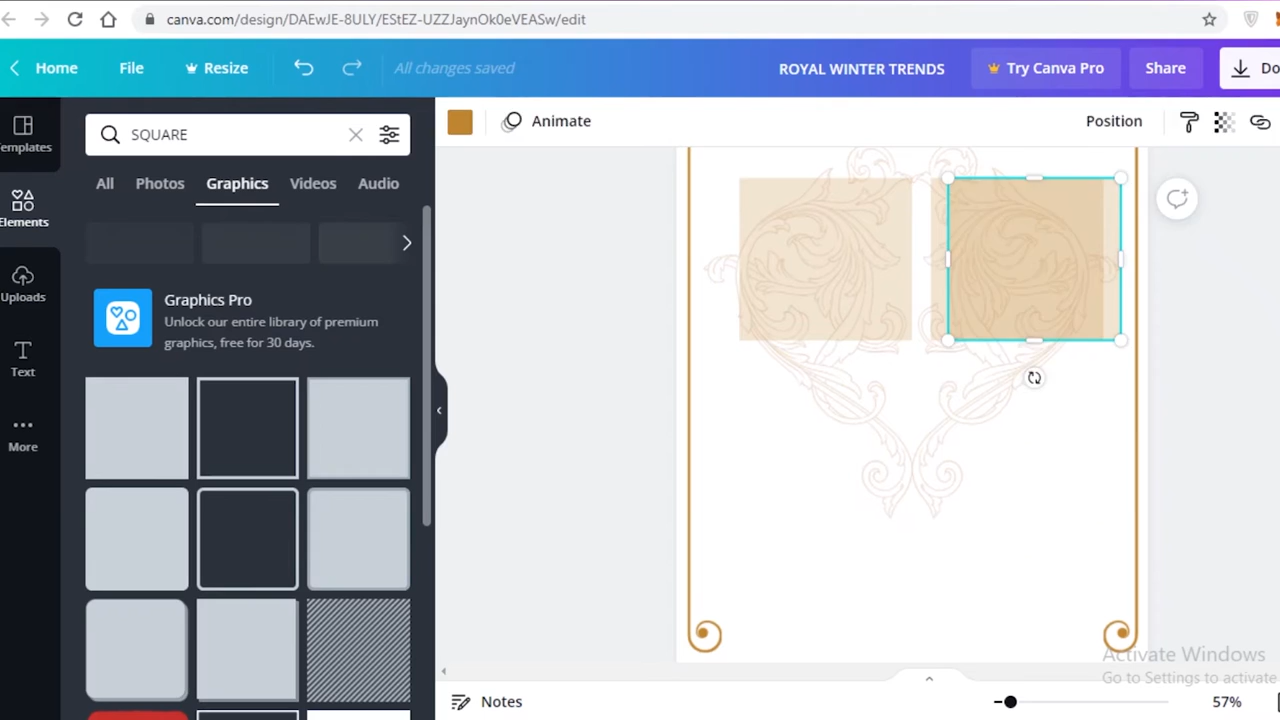 canva.com/design/DAEwJE-8ULY/EStEZ-UZZJaynOk0eVEASw/edit
Home File Resize All changes saved ROYAL WINTER TRENDS Try Canva Pro Share Do
Templates
Elements
Uploads
Text
More
SQUARE
All Photos Graphics Videos Audio
Graphics Pro
Unlock our entire library of premium
graphics, free for 30 days.
Animate Position
Activate Windows
Go to Settings to activate
Notes 57%